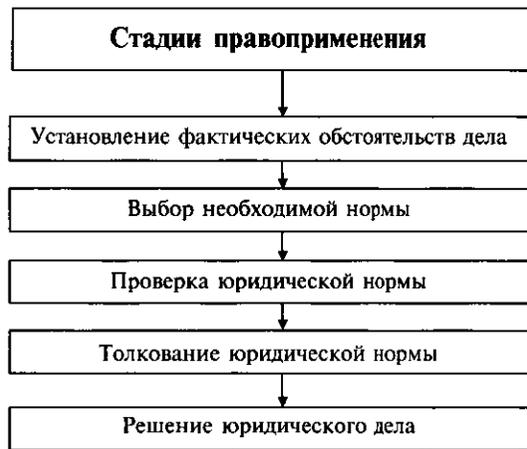 Стадии правоприменения
Установление фактических обстоятельств дела
Выбор необходимой нормы
Проверка юридической нормы
Толкование юридической нормы
Решение юридического дела